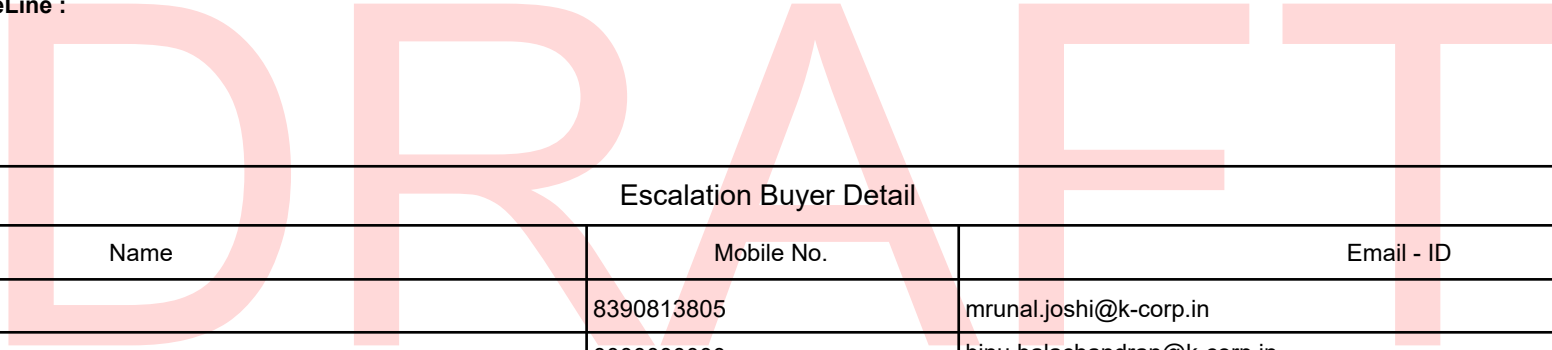 DRAFT
eLine :
Escalation Buyer Detail
Name Mobile No. Email - ID
8390813805 mrunal.joshi@k-corp.in